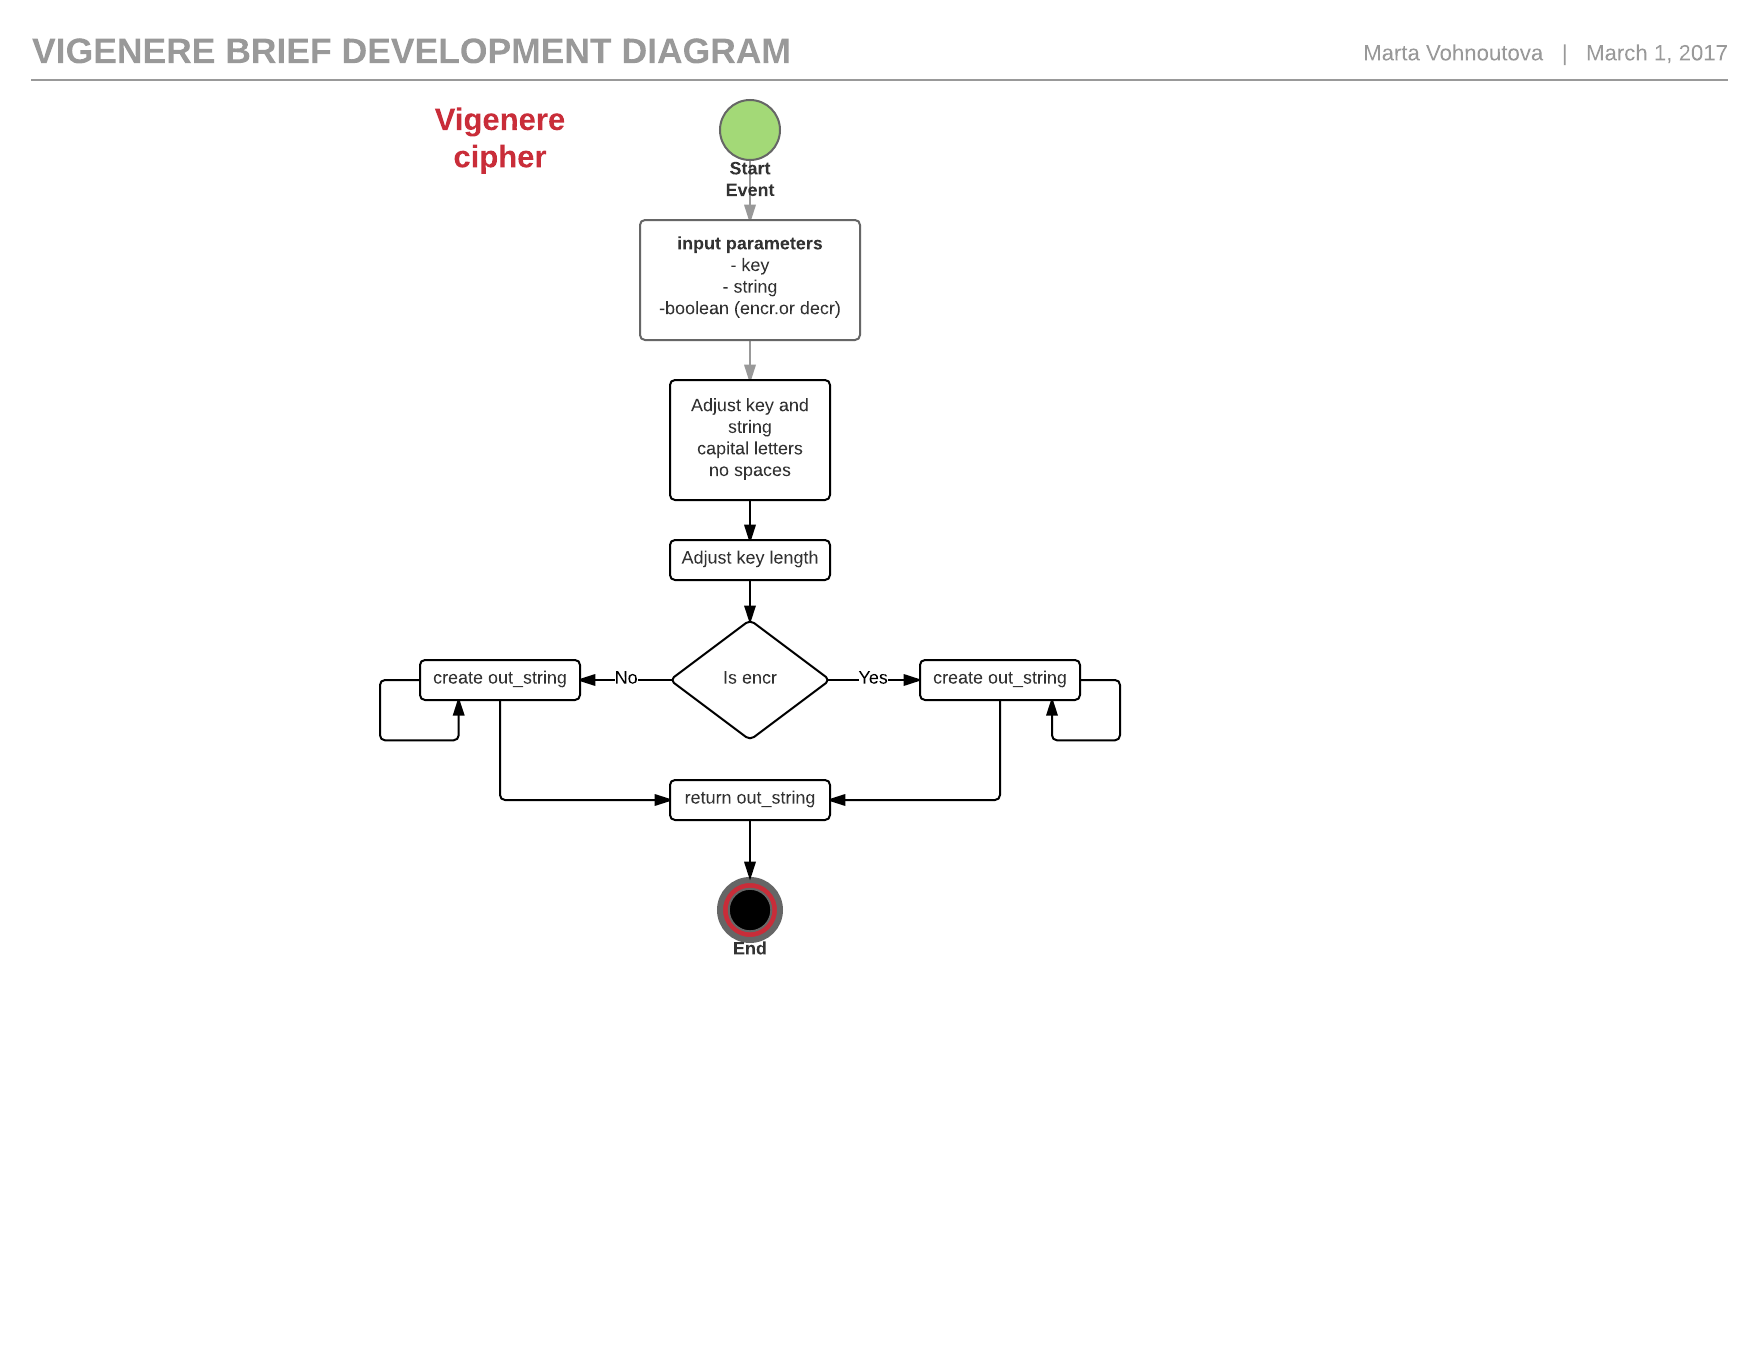 VIGENERE BRIEF DEVELOPMENT DIAGRAM
Marta Vohnoutova | March 1, 2017
Vigenere
cipher
Start
Event
input parameters
- key
- string
-boolean (encr.or decr)
Adjust key and
string
capital letters
no spaces
Adjust key length
create out_string
No
Is encr
Yes
create out_string
return out_string
End